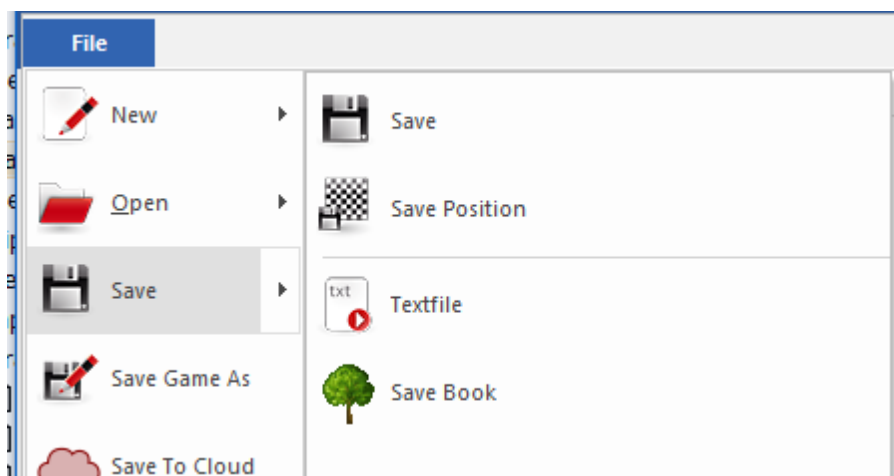 File
New
Open
Save
Save Game As
Save To Cloud
Save
Save Position
txt
Textfile
Save Book